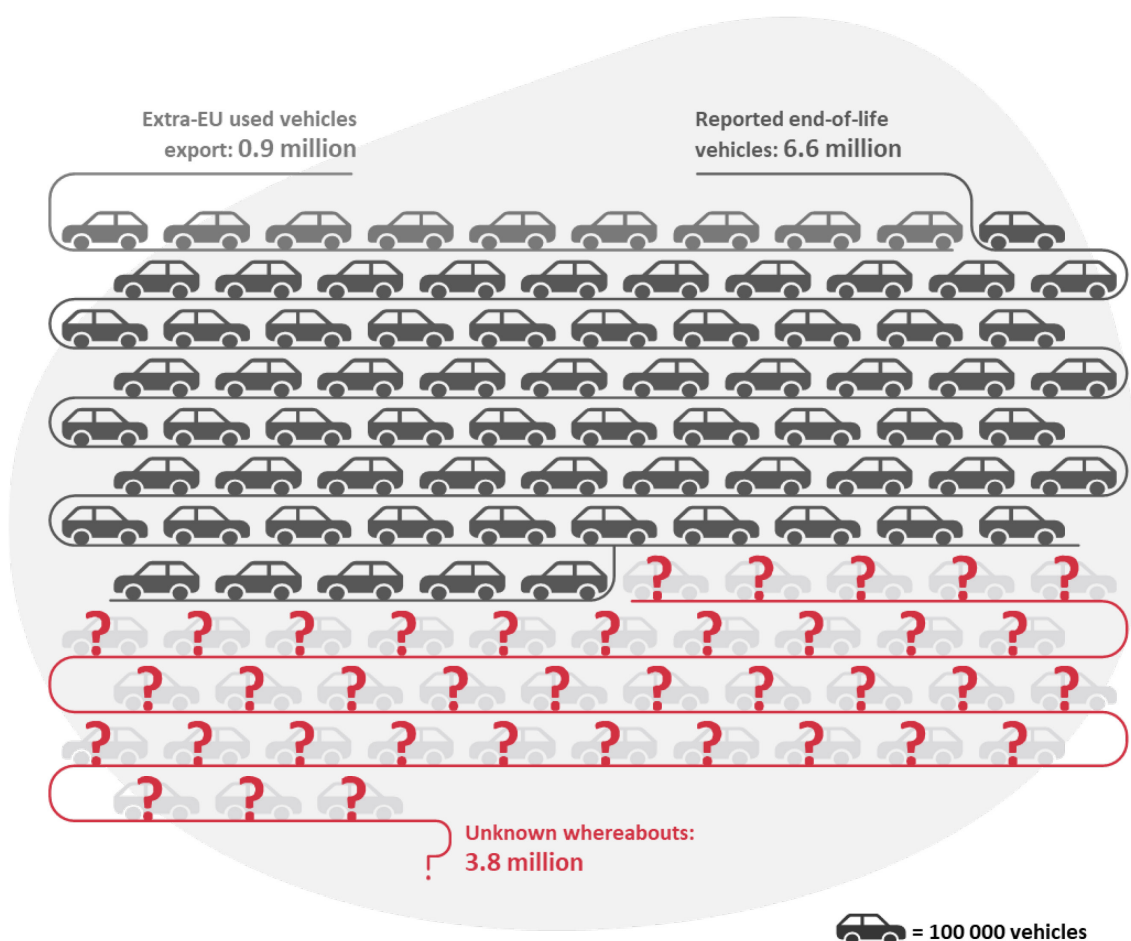 Extra-EU used vehicles
export: 0.9 million
Reported end-of-life
vehicles: 6.6 million
? ? ? ? ?
? ? ? ? ? ? ? ? ? ?
? ? ? ? ? ? ? ? ? ?
? ? ? ? ? ? ? ? ? ?
? ? ?
Unknown whereabouts:
3.8 million
= 100 000 vehicles